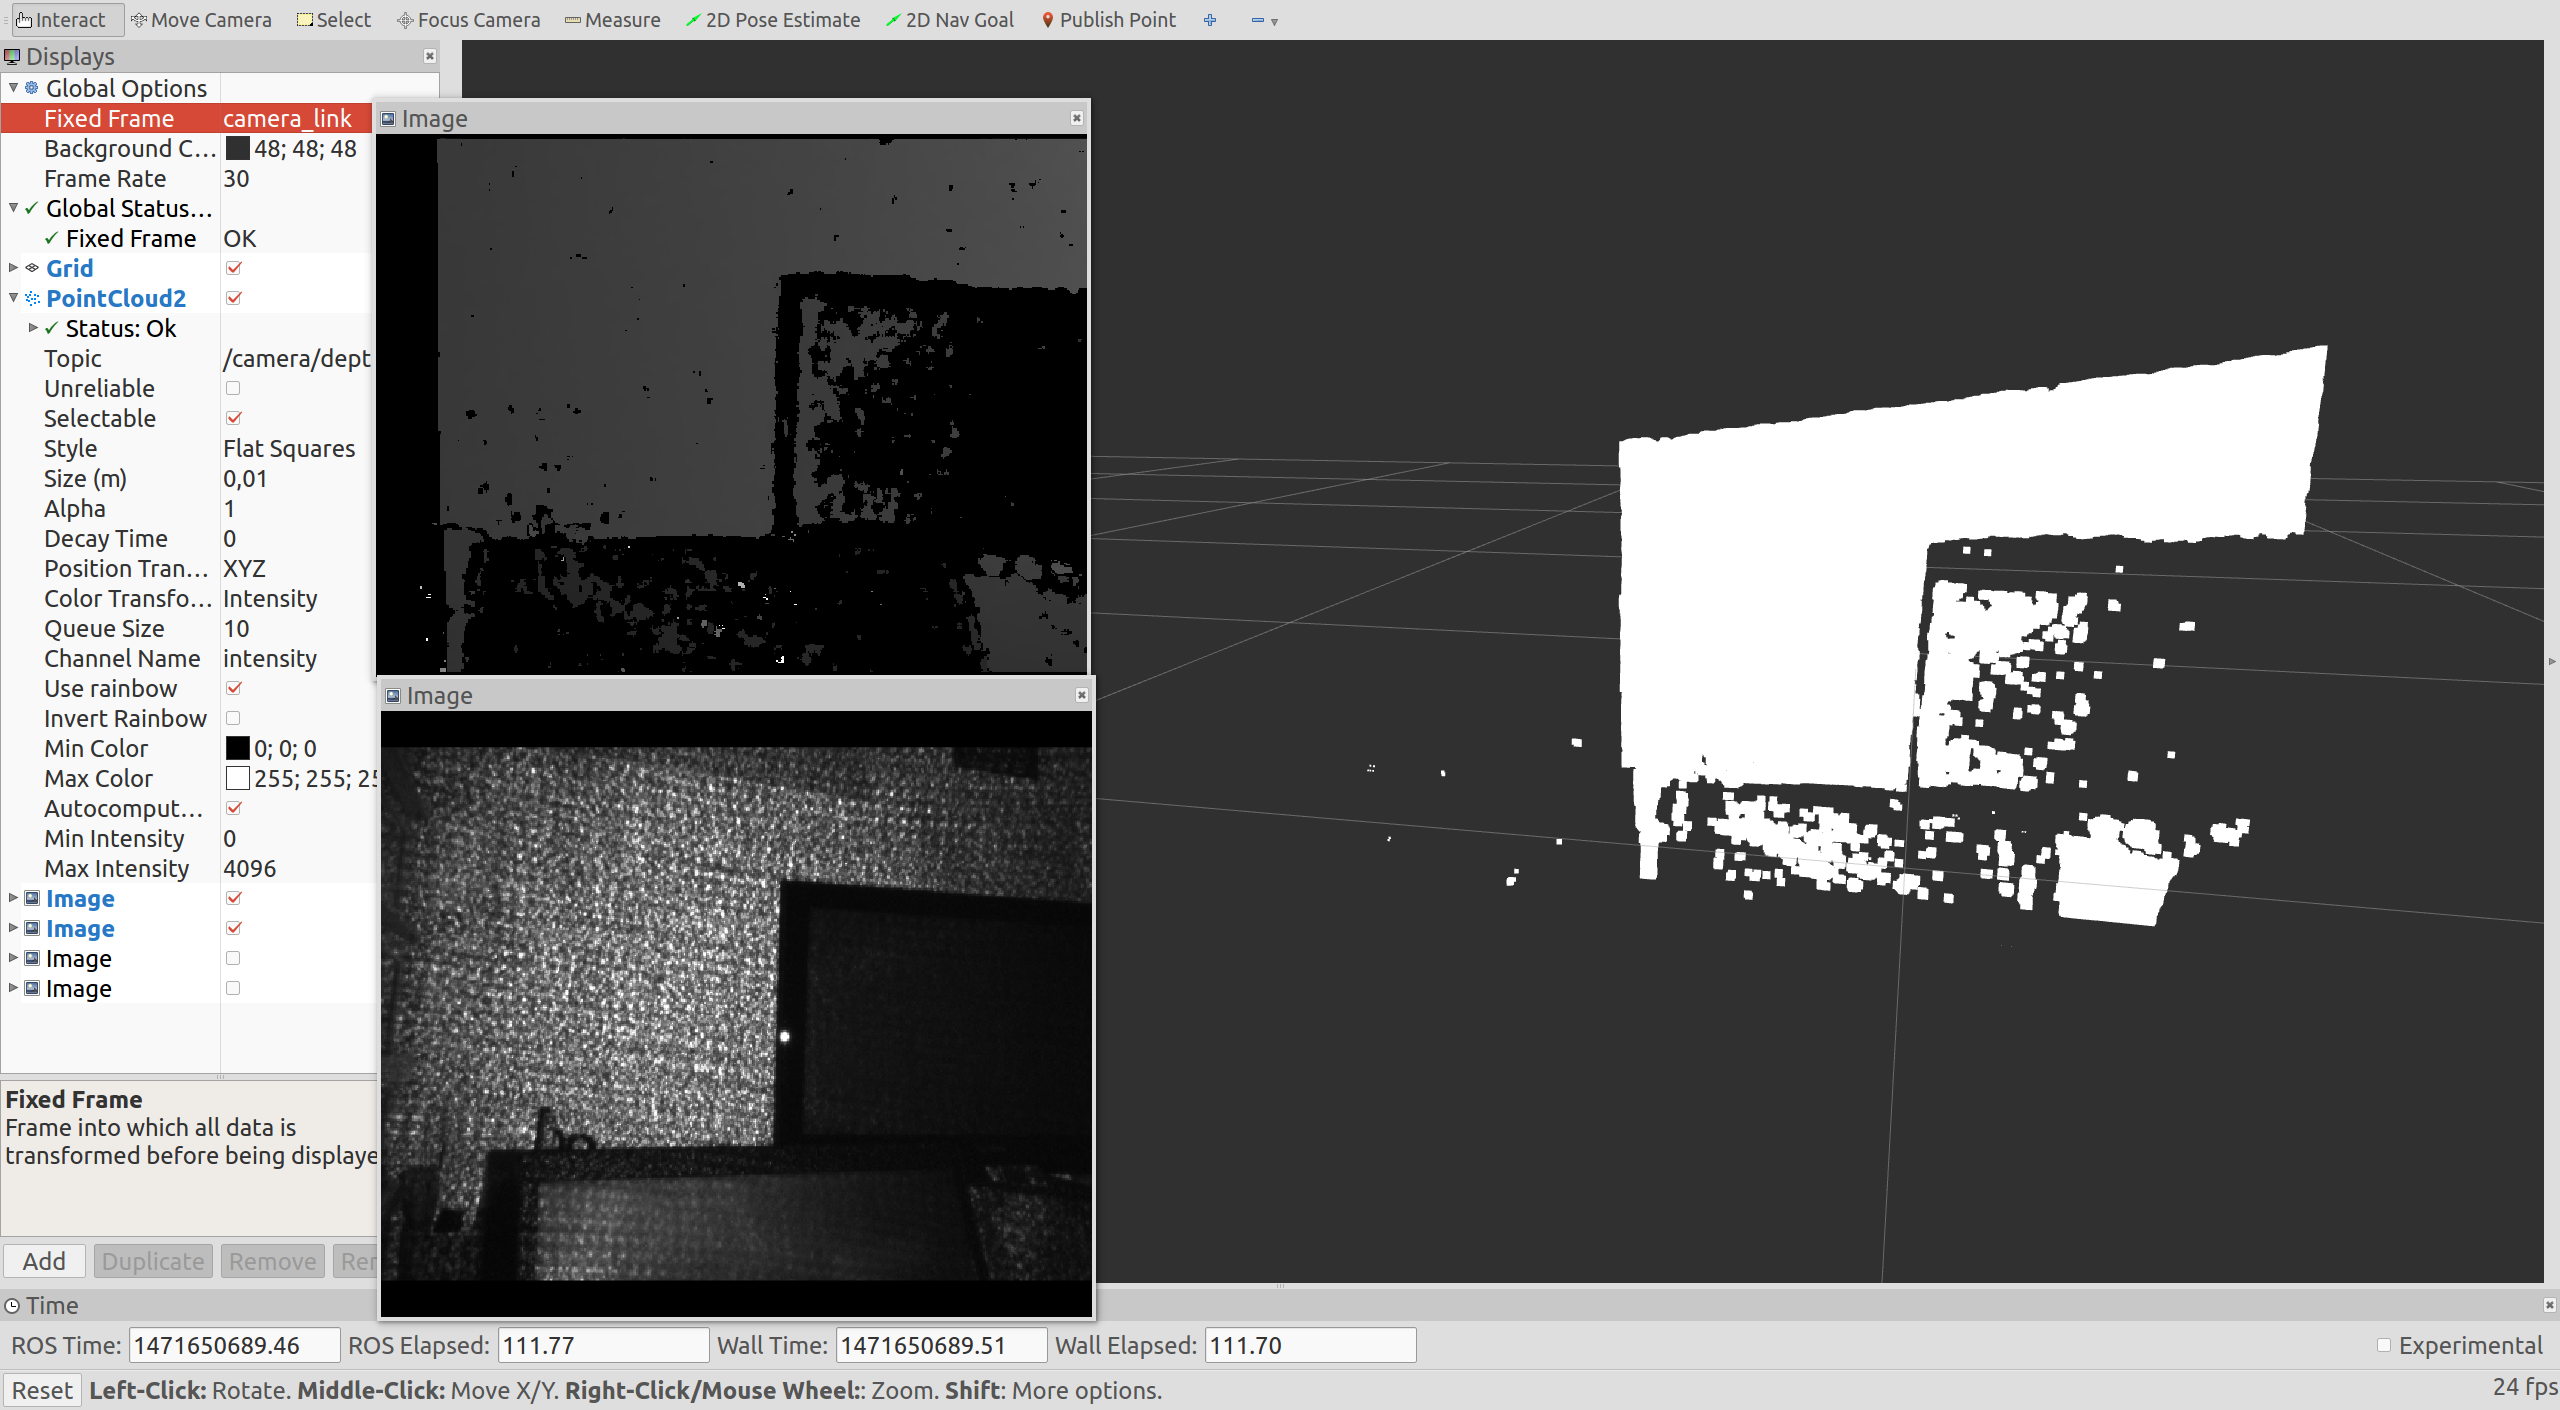 Interact Move Camera Select Focus Camera Measure 2D Pose Estimate 2D Nav Goal Publish Point
Displays
Global Options
Fixed Frame camera_link
Background C... 48; 48; 48
Frame Rate 30
Global Status...
Fixed Frame OK
Grid
PointCloud2
Status: Ok
Topic /camera/dept
Unreliable
Selectable
Style Flat Squares
Size (m) 0,01
Alpha 1
Decay Time 0
Position Tran... XYZ
Color Transfo... Intensity
Queue Size 10
Channel Name intensity
Use rainbow
Invert Rainbow
Min Color 0; 0; 0
Max Color 255; 255; 25
Autocomput...
Min Intensity 0
Max Intensity 4096
Image
Image
Image
Image
Fixed Frame
Frame into which all data is
transformed before being displaye
Add Duplicate Remove Rer
Image
Image
Time
ROS Time: 1471650689.46 ROS Elapsed: 111.77 Wall Time: 1471650689.51 Wall Elapsed: 111.70 Experimental
Reset Left-Click: Rotate. Middle-Click: Move X/Y. Right-Click/Mouse Wheel:: Zoom. Shift: More options. 24 fps